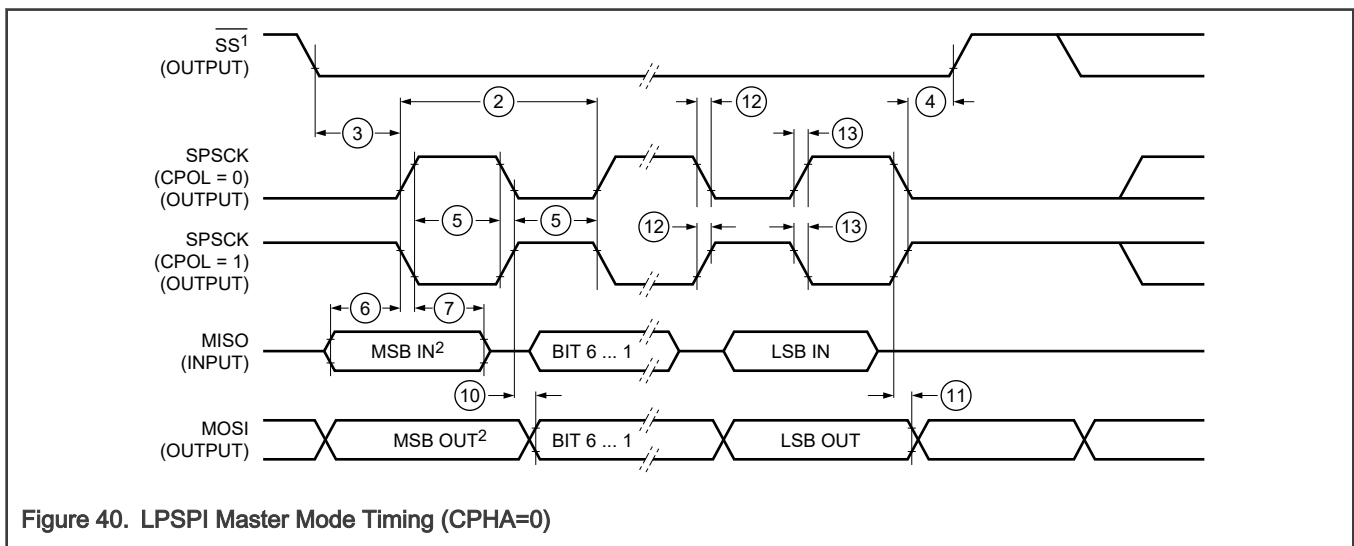 SS1
(OUTPUT)
2
12
4
3
13
SPSCK
(CPOL = 0)
(OUTPUT)
5
5
12
13
SPSCK
(CPOL = 1)
(OUTPUT)
6
7
MISO
(INPUT)
MSB IN2
BIT 6 ... 1
LSB IN
10
11
MOSI
(OUTPUT)
MSB OUT2
BIT 6 ... 1
LSB OUT
Figure 40. LPSPI Master Mode Timing (CPHA=0)